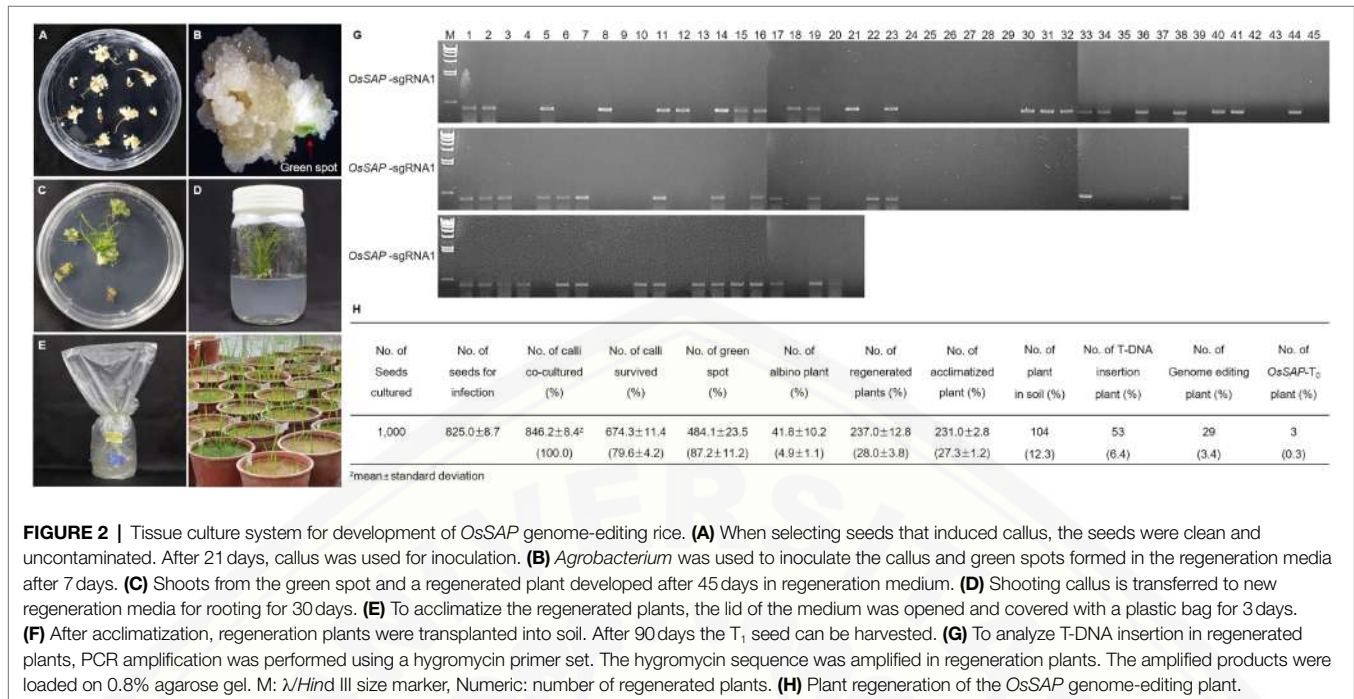 A
B
Green spot
C
D
E
F
G
M 1 2 3 4 5 6 7 8 9 10 11 12 13 14 15 16 17 18 19 20 21 22 23 24 25 26 27 28 29 30 31 32 33 34 35 36 37 38 39 40 41 42 43 44 45
OsSAP -sgRNA1
OsSAP -sgRNA1
OsSAP -sgRNA1
H
No. of No. of No. of calli No. of calli No. of green No. of No. of No. of No. of No. of T-DNA No. of No. of
Seeds seeds for co-cultured survived spot albino plant regenerated acclimatized plant insertion Genome editing OsSAP-T₀
cultured infection (%) (%) (%) (%) plants (%) plant (%) in soil (%) plant (%) plant (%) plant (%)
1,000 825.0±8.7 846.2±8.4ᶻ 674.3±11.4 484.1±23.5 41.8±10.2 237.0±12.8 231.0±2.8 104 53 29 3
(100.0) (79.6±4.2) (87.2±11.2) (4.9±1.1) (28.0±3.8) (27.3±1.2) (12.3) (6.4) (3.4) (0.3)
ᶻmean± standard deviation
FIGURE 2 | Tissue culture system for development of OsSAP genome-editing rice. (A) When selecting seeds that induced callus, the seeds were clean and
uncontaminated. After 21 days, callus was used for inoculation. (B) Agrobacterium was used to inoculate the callus and green spots formed in the regeneration media
after 7 days. (C) Shoots from the green spot and a regenerated plant developed after 45 days in regeneration medium. (D) Shooting callus is transferred to new
regeneration media for rooting for 30 days. (E) To acclimatize the regenerated plants, the lid of the medium was opened and covered with a plastic bag for 3 days.
(F) After acclimatization, regeneration plants were transplanted into soil. After 90 days the T₁ seed can be harvested. (G) To analyze T-DNA insertion in regenerated
plants, PCR amplification was performed using a hygromycin primer set. The hygromycin sequence was amplified in regeneration plants. The amplified products were
loaded on 0.8% agarose gel. M: λ/Hind III size marker, Numeric: number of regenerated plants. (H) Plant regeneration of the OsSAP genome-editing plant.